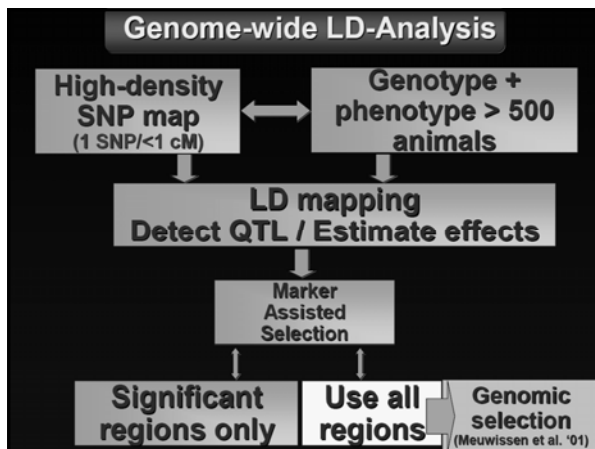 Genome-wide LD-Analysis
High-density
SNP map
(1 SNP/<1 cM)
Genotype +
phenotype > 500
animals
LD mapping
Detect QTL / Estimate effects
Marker
Assisted
Selection
Significant
regions only
Use all
regions
Genomic
selection
(Meuwissen et al. ‘01)